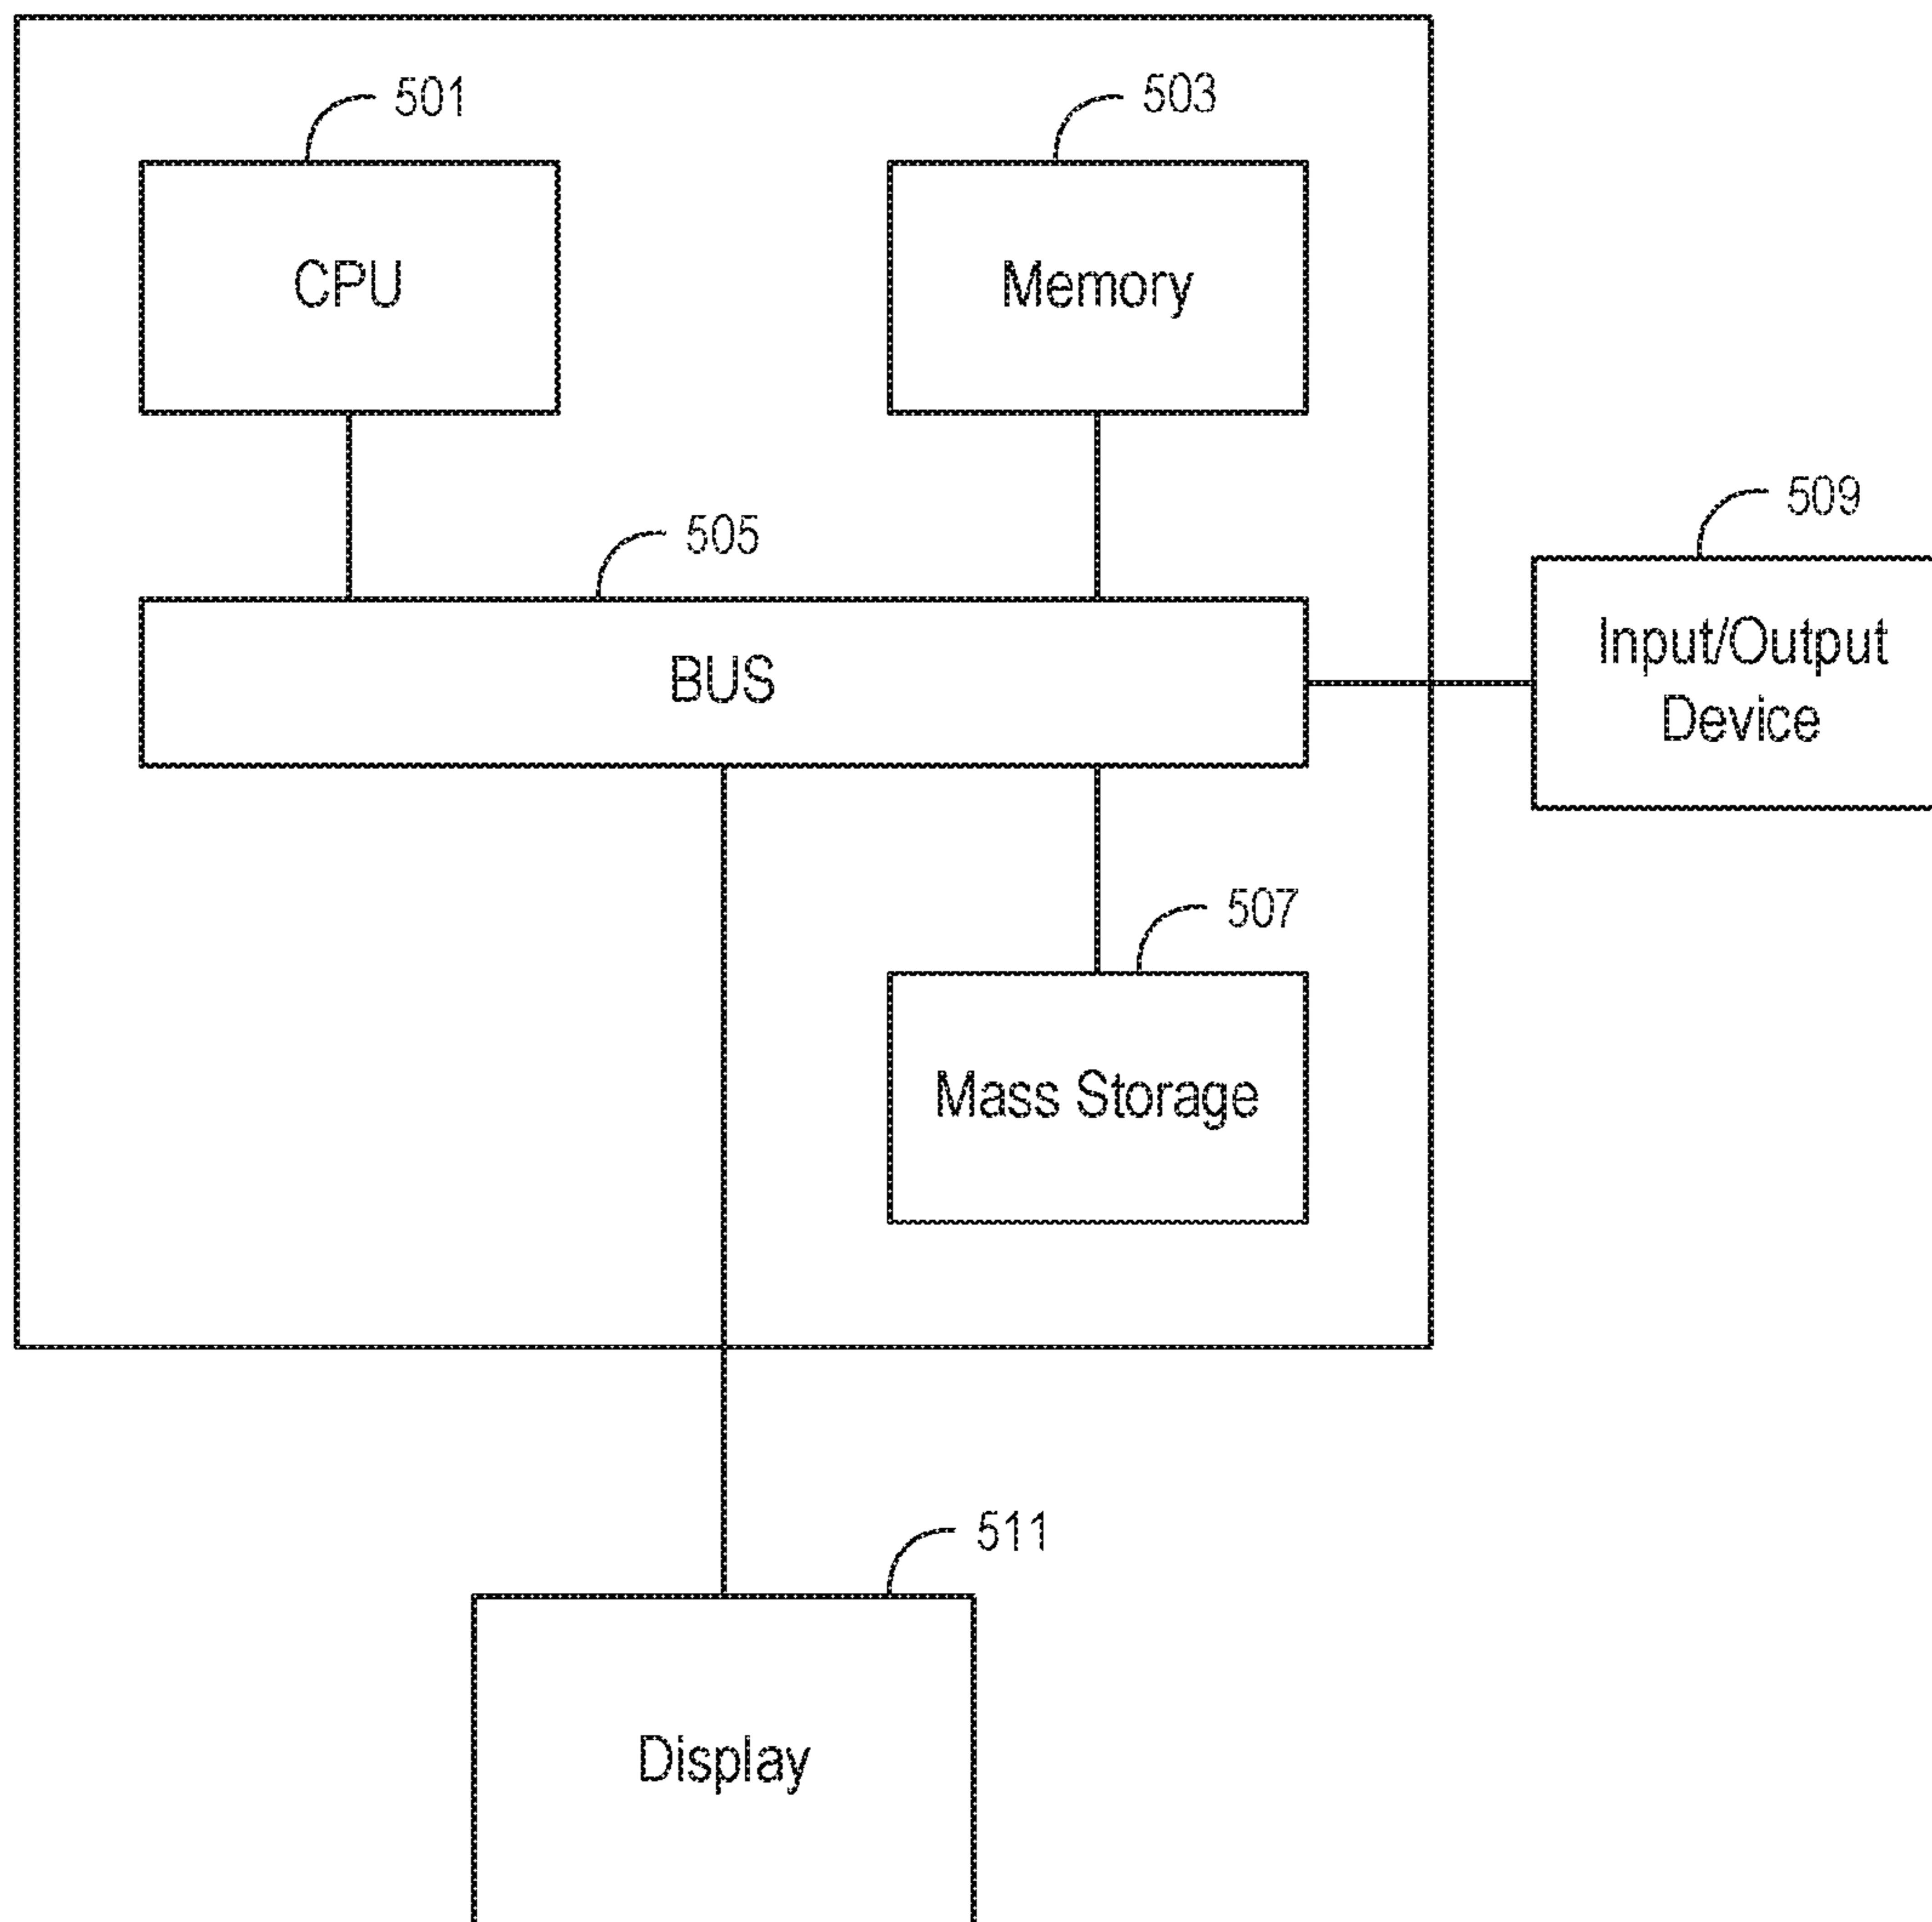 501
503
CPU
Memory
505
509
BUS
Input/Output
Device
507
Mass Storage
511
Display